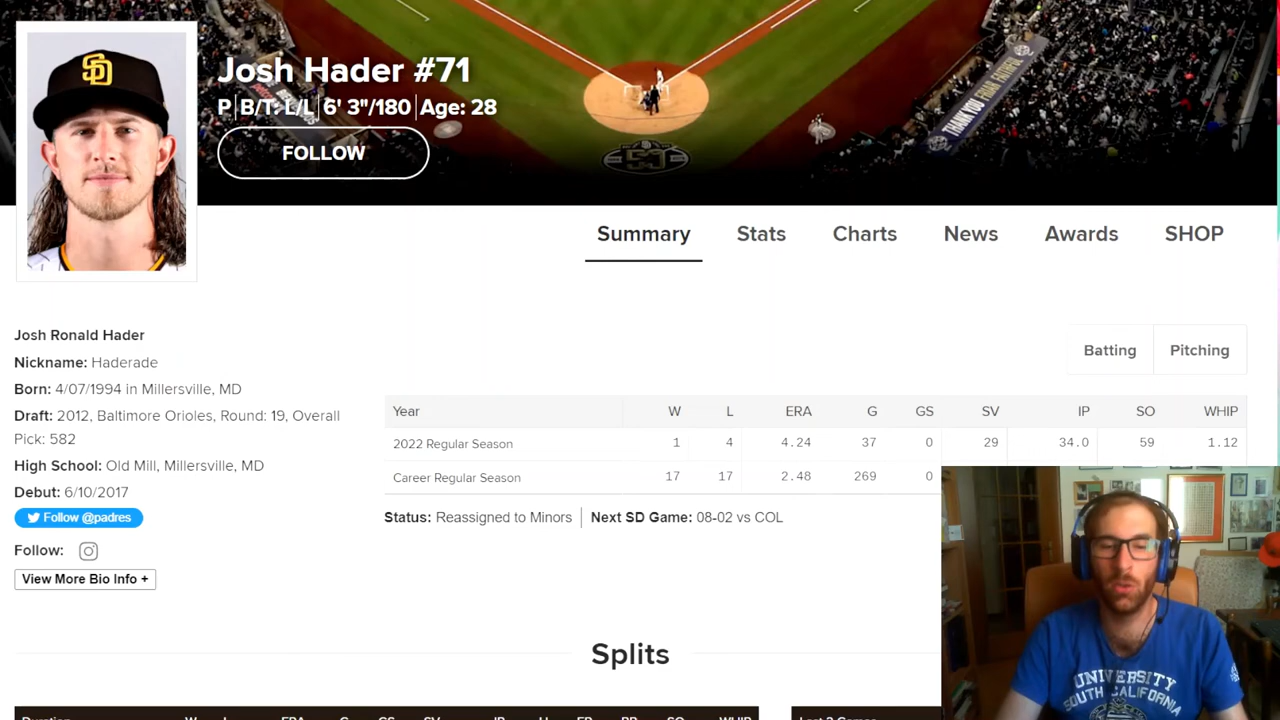 Josh Hader #71
P B/T: L/L 6' 3"/180 Age: 28
FOLLOW
Summary Stats Charts News Awards SHOP
Josh Ronald Hader
Nickname: Haderade
Born: 4/07/1994 in Millersville, MD
Draft: 2012, Baltimore Orioles, Round: 19, Overall
Pick: 582
High School: Old Mill, Millersville, MD
Debut: 6/10/2017
Follow @padres
Follow:
View More Bio Info +
Batting Pitching
Year W L ERA G GS SV IP SO WHIP
2022 Regular Season 1 4 4.24 37 0 29 34.0 59 1.12
Career Regular Season 17 17 2.48 269 0
Status: Reassigned to Minors Next SD Game: 08-02 vs COL
Splits
SD
THANK YOU
UNIVERSITY
SOUTH CALIFORNIA